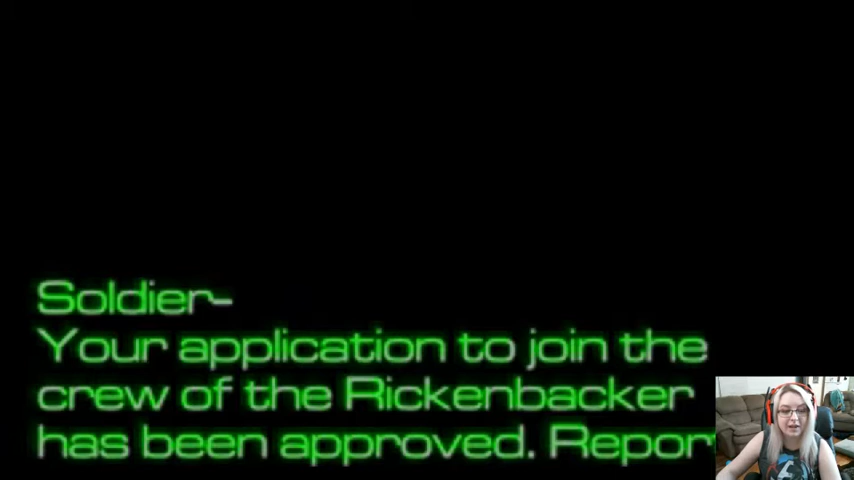 Soldier-
Your application to join the
crew of the Rickenbacker
has been approved. Repor